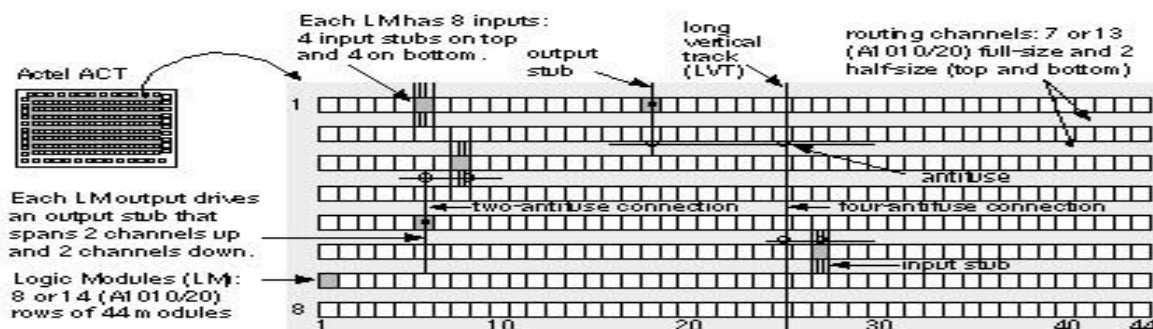 Each LM has 8 inputs:
4 input stubs on top
and 4 on bottom.
output
stub
long
vertical
track
(LVT)
routing channels: 7 or 13
(A1010/20) full-size and 2
half-size (top and bottom)
Actel ACT
1
antifuse
Each LM output drives
an output stub that
spans 2 channels up
and 2 channels down.
two-antifuse connection
four-antifuse connection
input stub
Logic Modules (LM):
8 or 14 (A1010/20)
rows of 44 modules
8
1 10 20 30 40 44